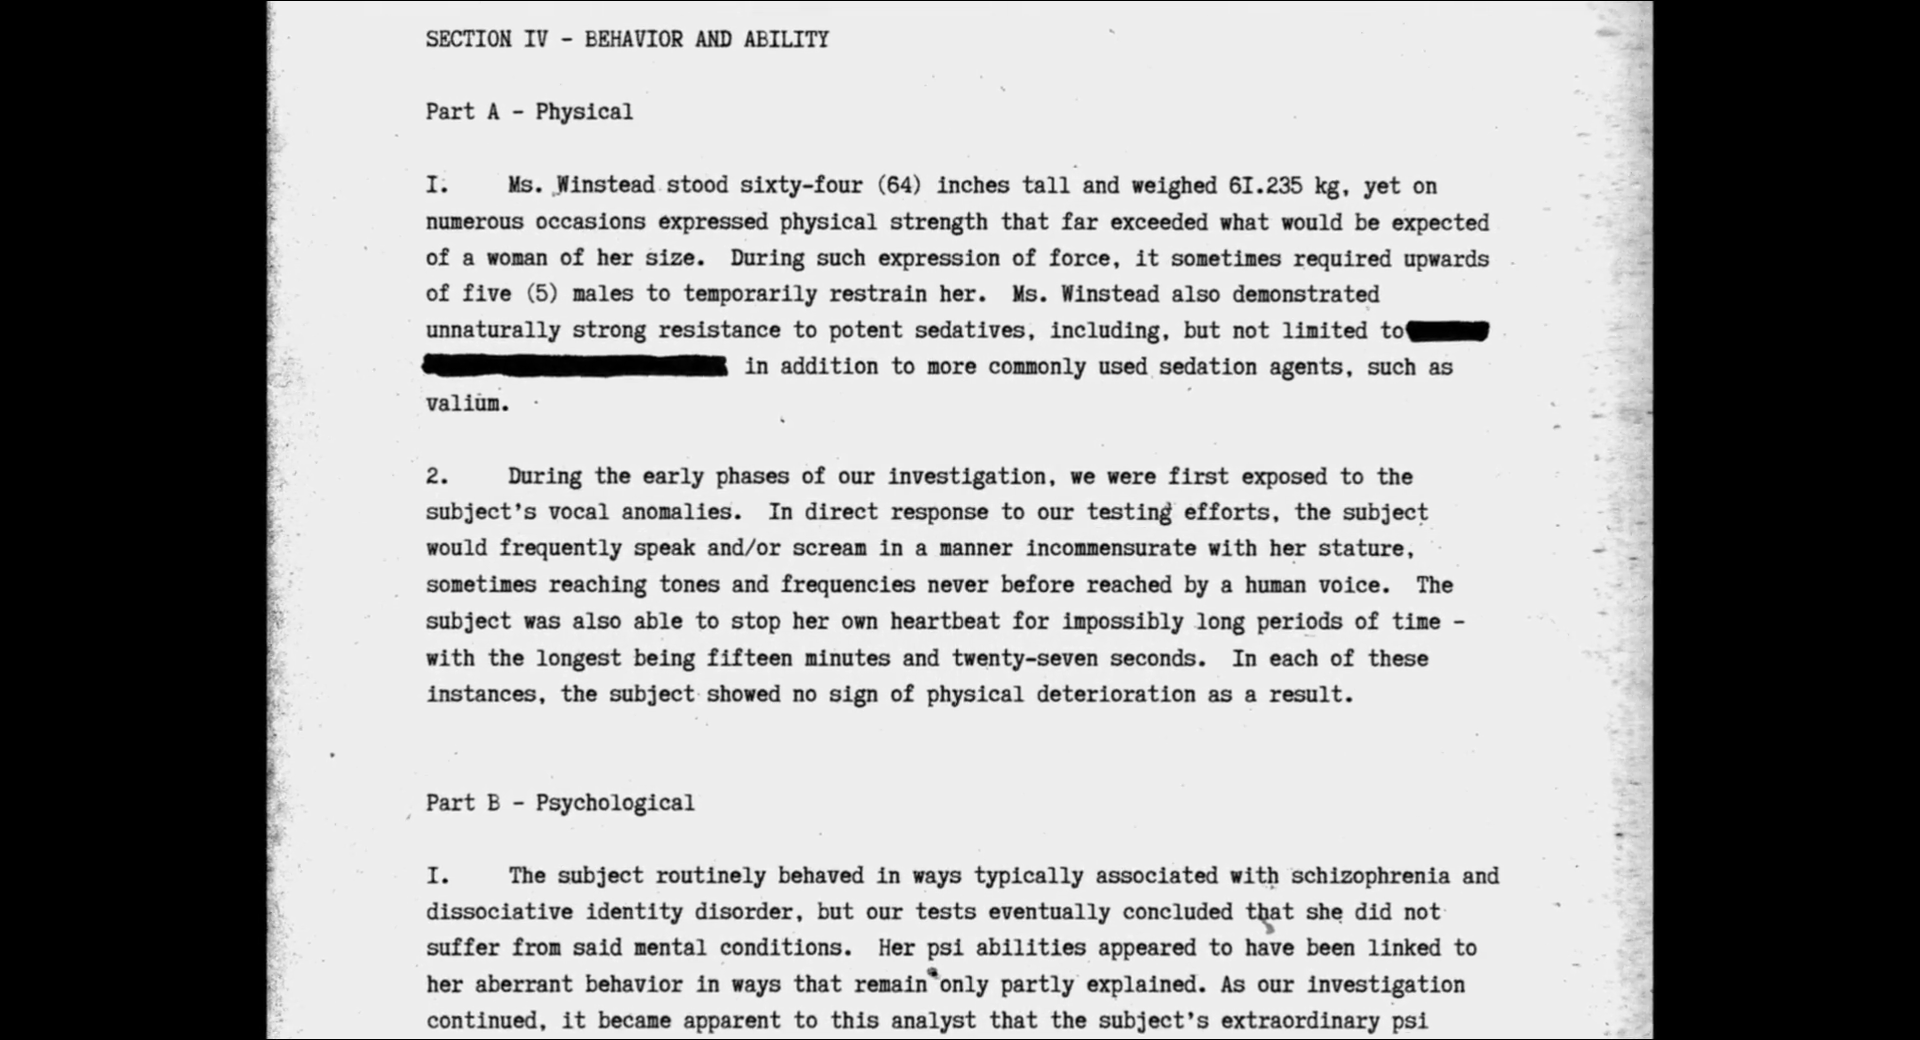 SECTION IV - BEHAVIOR AND ABILITY
Part A - Physical
I. Ms. Winstead stood sixty-four (64) inches tall and weighed 6I.235 kg, yet on
numerous occasions expressed physical strength that far exceeded what would be expected
of a woman of her size. During such expression of force, it sometimes required upwards
of five (5) males to temporarily restrain her. Ms. Winstead also demonstrated
unnaturally strong resistance to potent sedatives, including, but not limited to
in addition to more commonly used sedation agents, such as
valium.
2. During the early phases of our investigation, we were first exposed to the
subject's vocal anomalies. In direct response to our testing efforts, the subject
would frequently speak and/or scream in a manner incommensurate with her stature,
sometimes reaching tones and frequencies never before reached by a human voice. The
subject was also able to stop her own heartbeat for impossibly long periods of time -
with the longest being fifteen minutes and twenty-seven seconds. In each of these
instances, the subject showed no sign of physical deterioration as a result.
Part B - Psychological
I. The subject routinely behaved in ways typically associated with schizophrenia and
dissociative identity disorder, but our tests eventually concluded that she did not
suffer from said mental conditions. Her psi abilities appeared to have been linked to
her aberrant behavior in ways that remain only partly explained. As our investigation
continued, it became apparent to this analyst that the subject's extraordinary psi